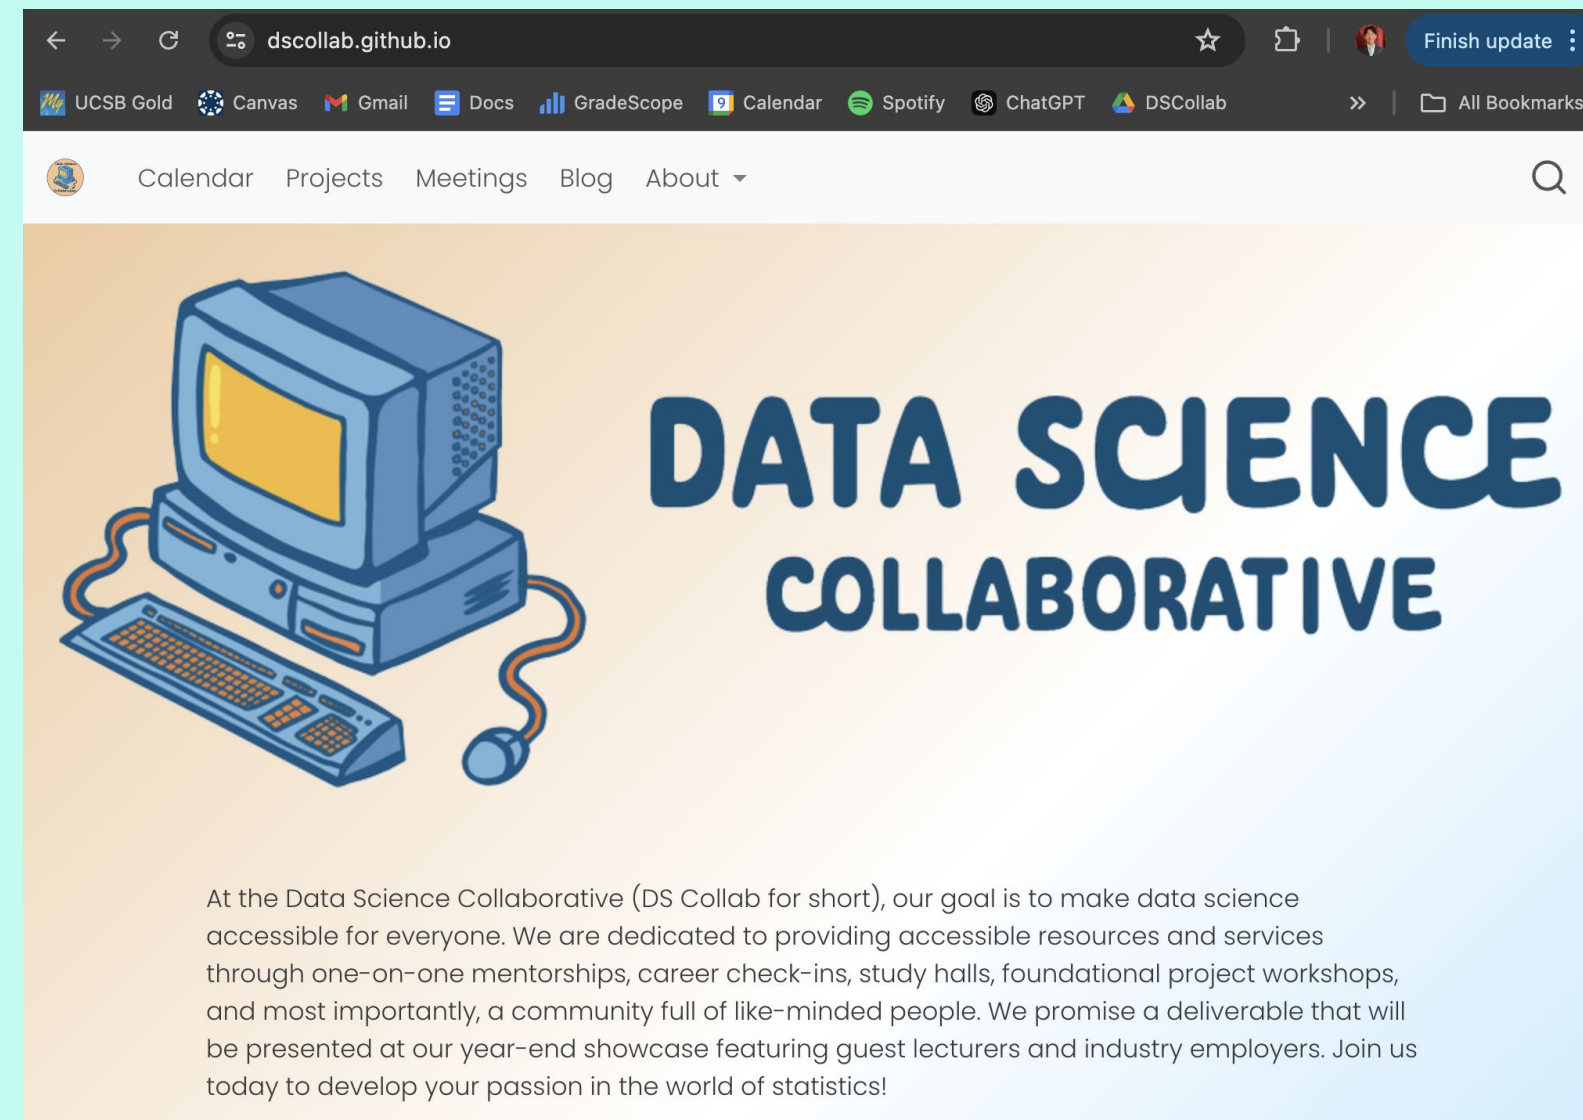 dscollab.github.io
Finish update
UCSB Gold Canvas Gmail Docs GradeScope 9 Calendar Spotify ChatGPT DSCollab » All Bookmarks
Calendar Projects Meetings Blog About
DATA SCIENCE
COLLABORATIVE
At the Data Science Collaborative (DS Collab for short), our goal is to make data science
accessible for everyone. We are dedicated to providing accessible resources and services
through one-on-one mentorships, career check-ins, study halls, foundational project workshops,
and most importantly, a community full of like-minded people. We promise a deliverable that will
be presented at our year-end showcase featuring guest lecturers and industry employers. Join us
today to develop your passion in the world of statistics!